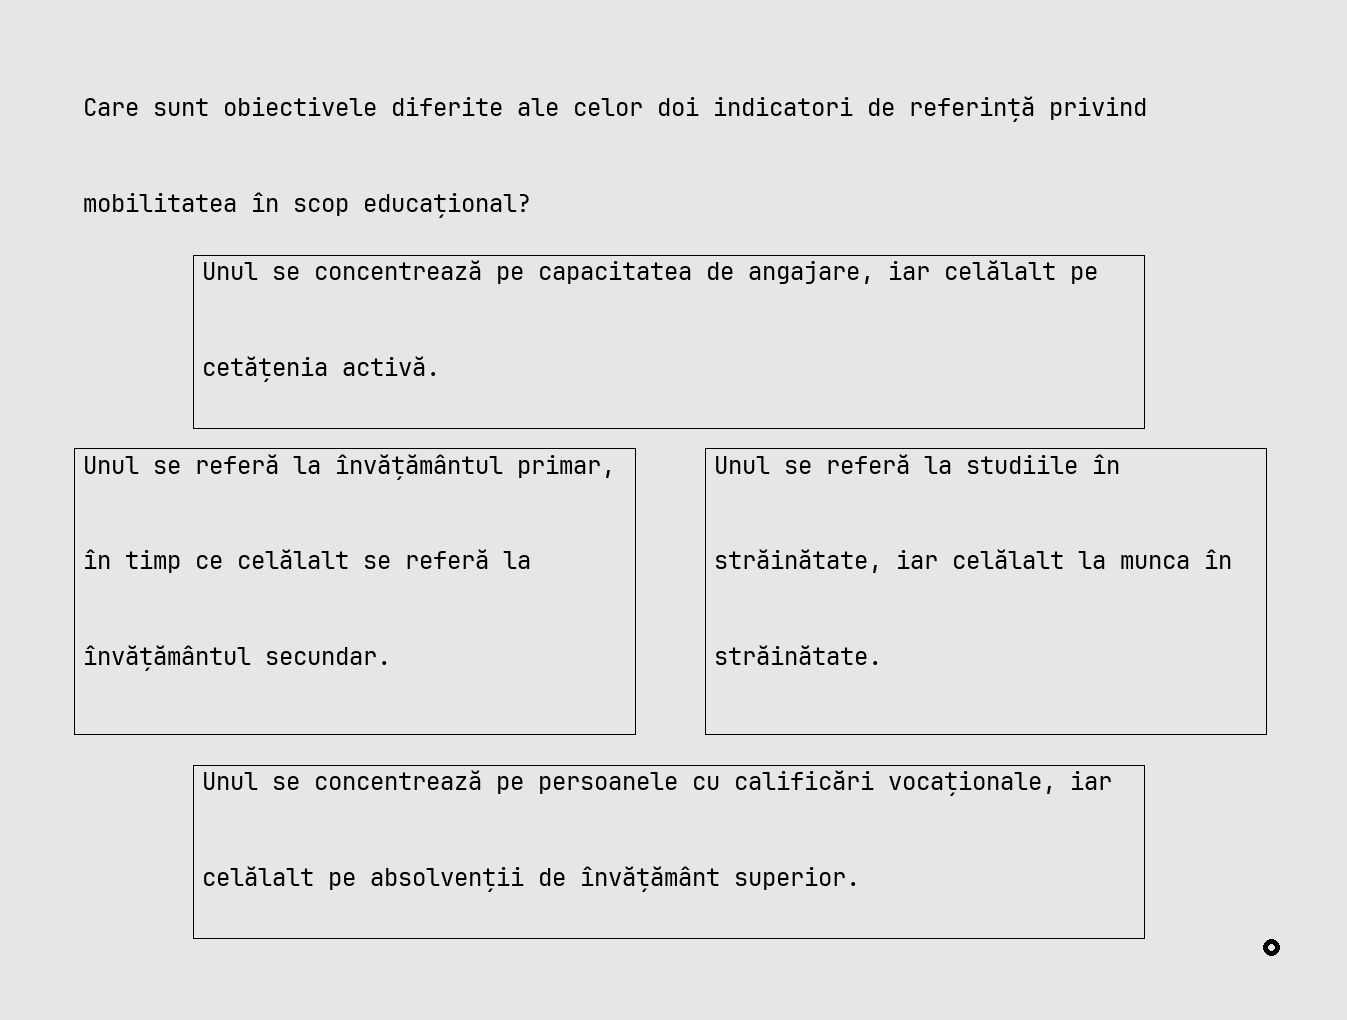 Care sunt obiectivele diferite ale celor doi indicatori de referință privind
mobilitatea în scop educațional?
Unul se concentrează pe capacitatea de angajare, iar celălalt pe
cetățenia activă.
Unul se referă la învățământul primar,
în timp ce celălalt se referă la
învățământul secundar.
Unul se referă la studiile în
străinătate, iar celălalt la munca în
străinătate.
Unul se concentrează pe persoanele cu calificări vocaționale, iar
celălalt pe absolvenții de învățământ superior.